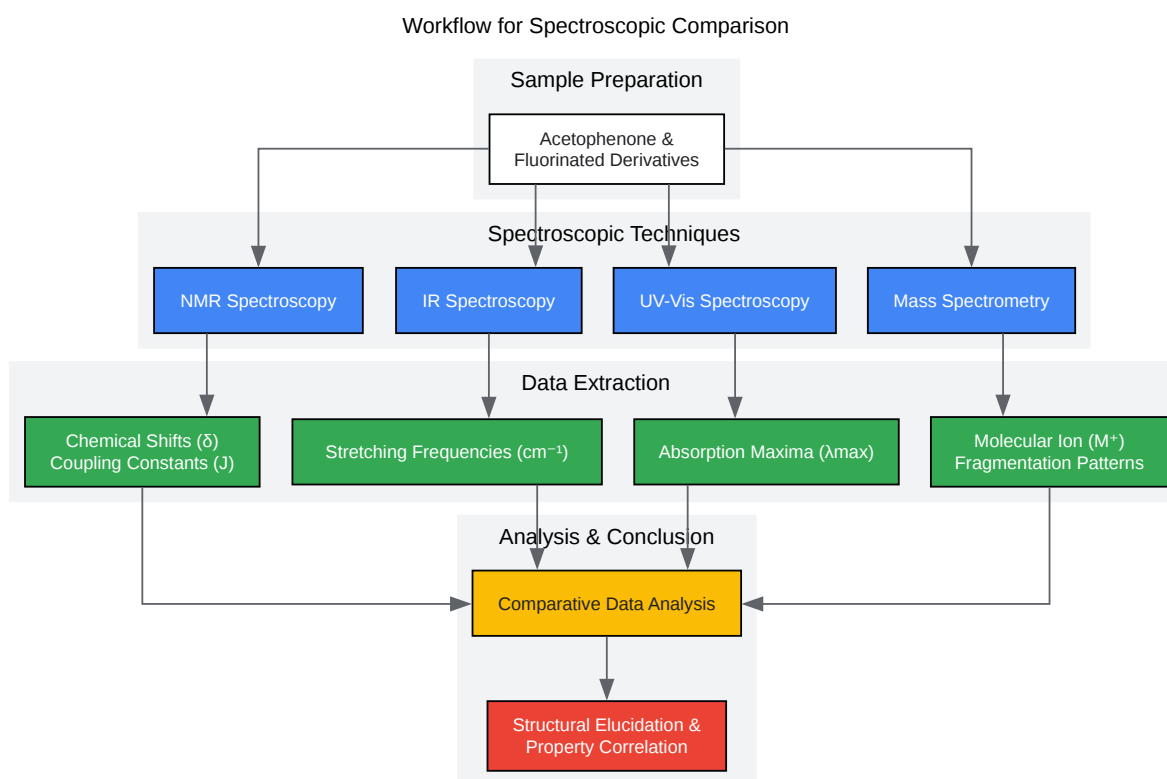 Workflow for Spectroscopic Comparison
Sample Preparation
Acetophenone &
Fluorinated Derivatives
Spectroscopic Techniques
NMR Spectroscopy
IR Spectroscopy
UV-Vis Spectroscopy
Mass Spectrometry
Data Extraction
Chemical Shifts (δ)
Coupling Constants (J)
Stretching Frequencies (cm⁻¹)
Absorption Maxima (λmax)
Molecular Ion (M⁺)
Fragmentation Patterns
Analysis & Conclusion
Comparative Data Analysis
Structural Elucidation &
Property Correlation